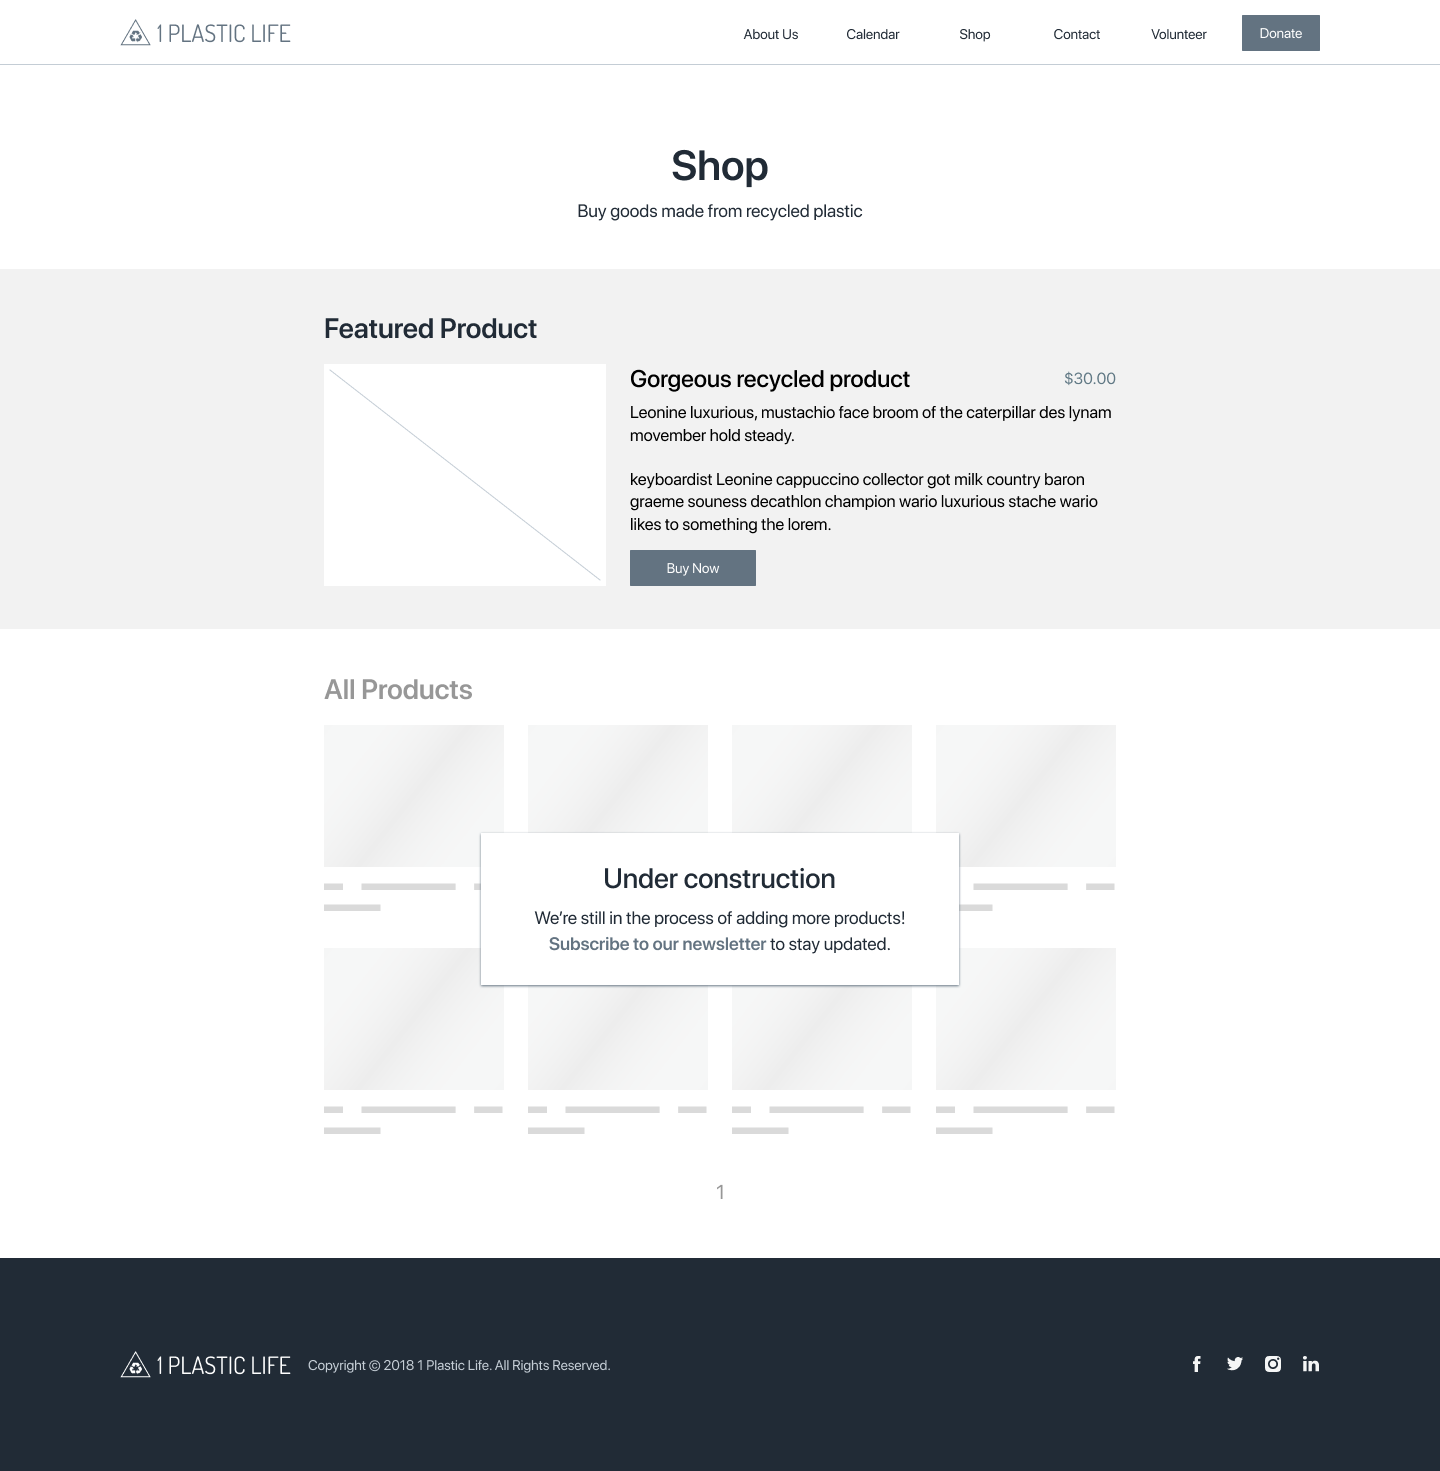 1 PLASTIC LIFE
About Us
Calendar
Shop
Contact
Volunteer
Donate
Shop
Buy goods made from recycled plastic
Featured Product
Gorgeous recycled product
$30.00
Leonine luxurious, mustachio face broom of the caterpillar des lynam
movember hold steady.
keyboardist Leonine cappuccino collector got milk country baron
graeme souness decathlon champion wario luxurious stache wario
likes to something the lorem.
Buy Now
All Products
Under construction
We’re still in the process of adding more products!
Subscribe to our newsletter to stay updated.
1
1 PLASTIC LIFE
Copyright © 2018 1 Plastic Life. All Rights Reserved.